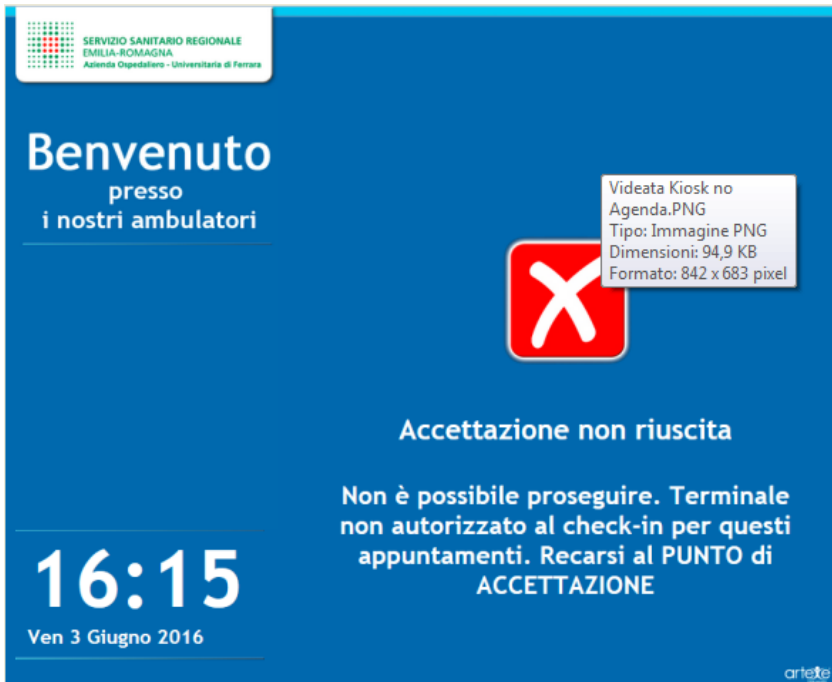 SERVIZIO SANITARIO REGIONALE
EMILIA-ROMAGNA
Azienda Ospedaliero - Universitaria di Ferrara
Benvenuto
presso
i nostri ambulatori
Videata Kiosk no
Agenda.PNG
Tipo: Immagine PNG
Dimensioni: 94,9 KB
Formato: 842 x 683 pixel
Accettazione non riuscita
Non è possibile proseguire. Terminale
non autorizzato al check-in per questi
appuntamenti. Recarsi al PUNTO di
ACCETTAZIONE
16:15
Ven 3 Giugno 2016
artexe